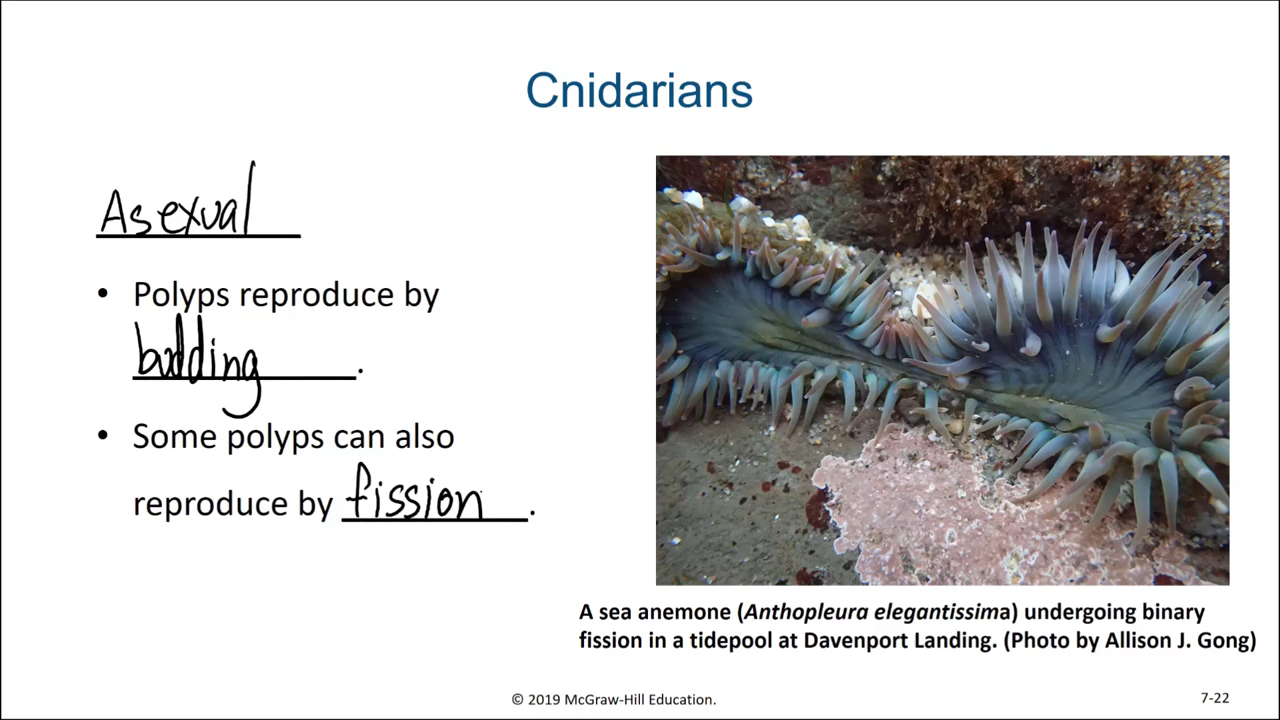 Cnidarians
Asexual
• Polyps reproduce by
budding.
• Some polyps can also
reproduce by fission.
A sea anemone (Anthopleura elegantissima) undergoing binary
fission in a tidepool at Davenport Landing. (Photo by Allison J. Gong)
© 2019 McGraw-Hill Education.
7-22